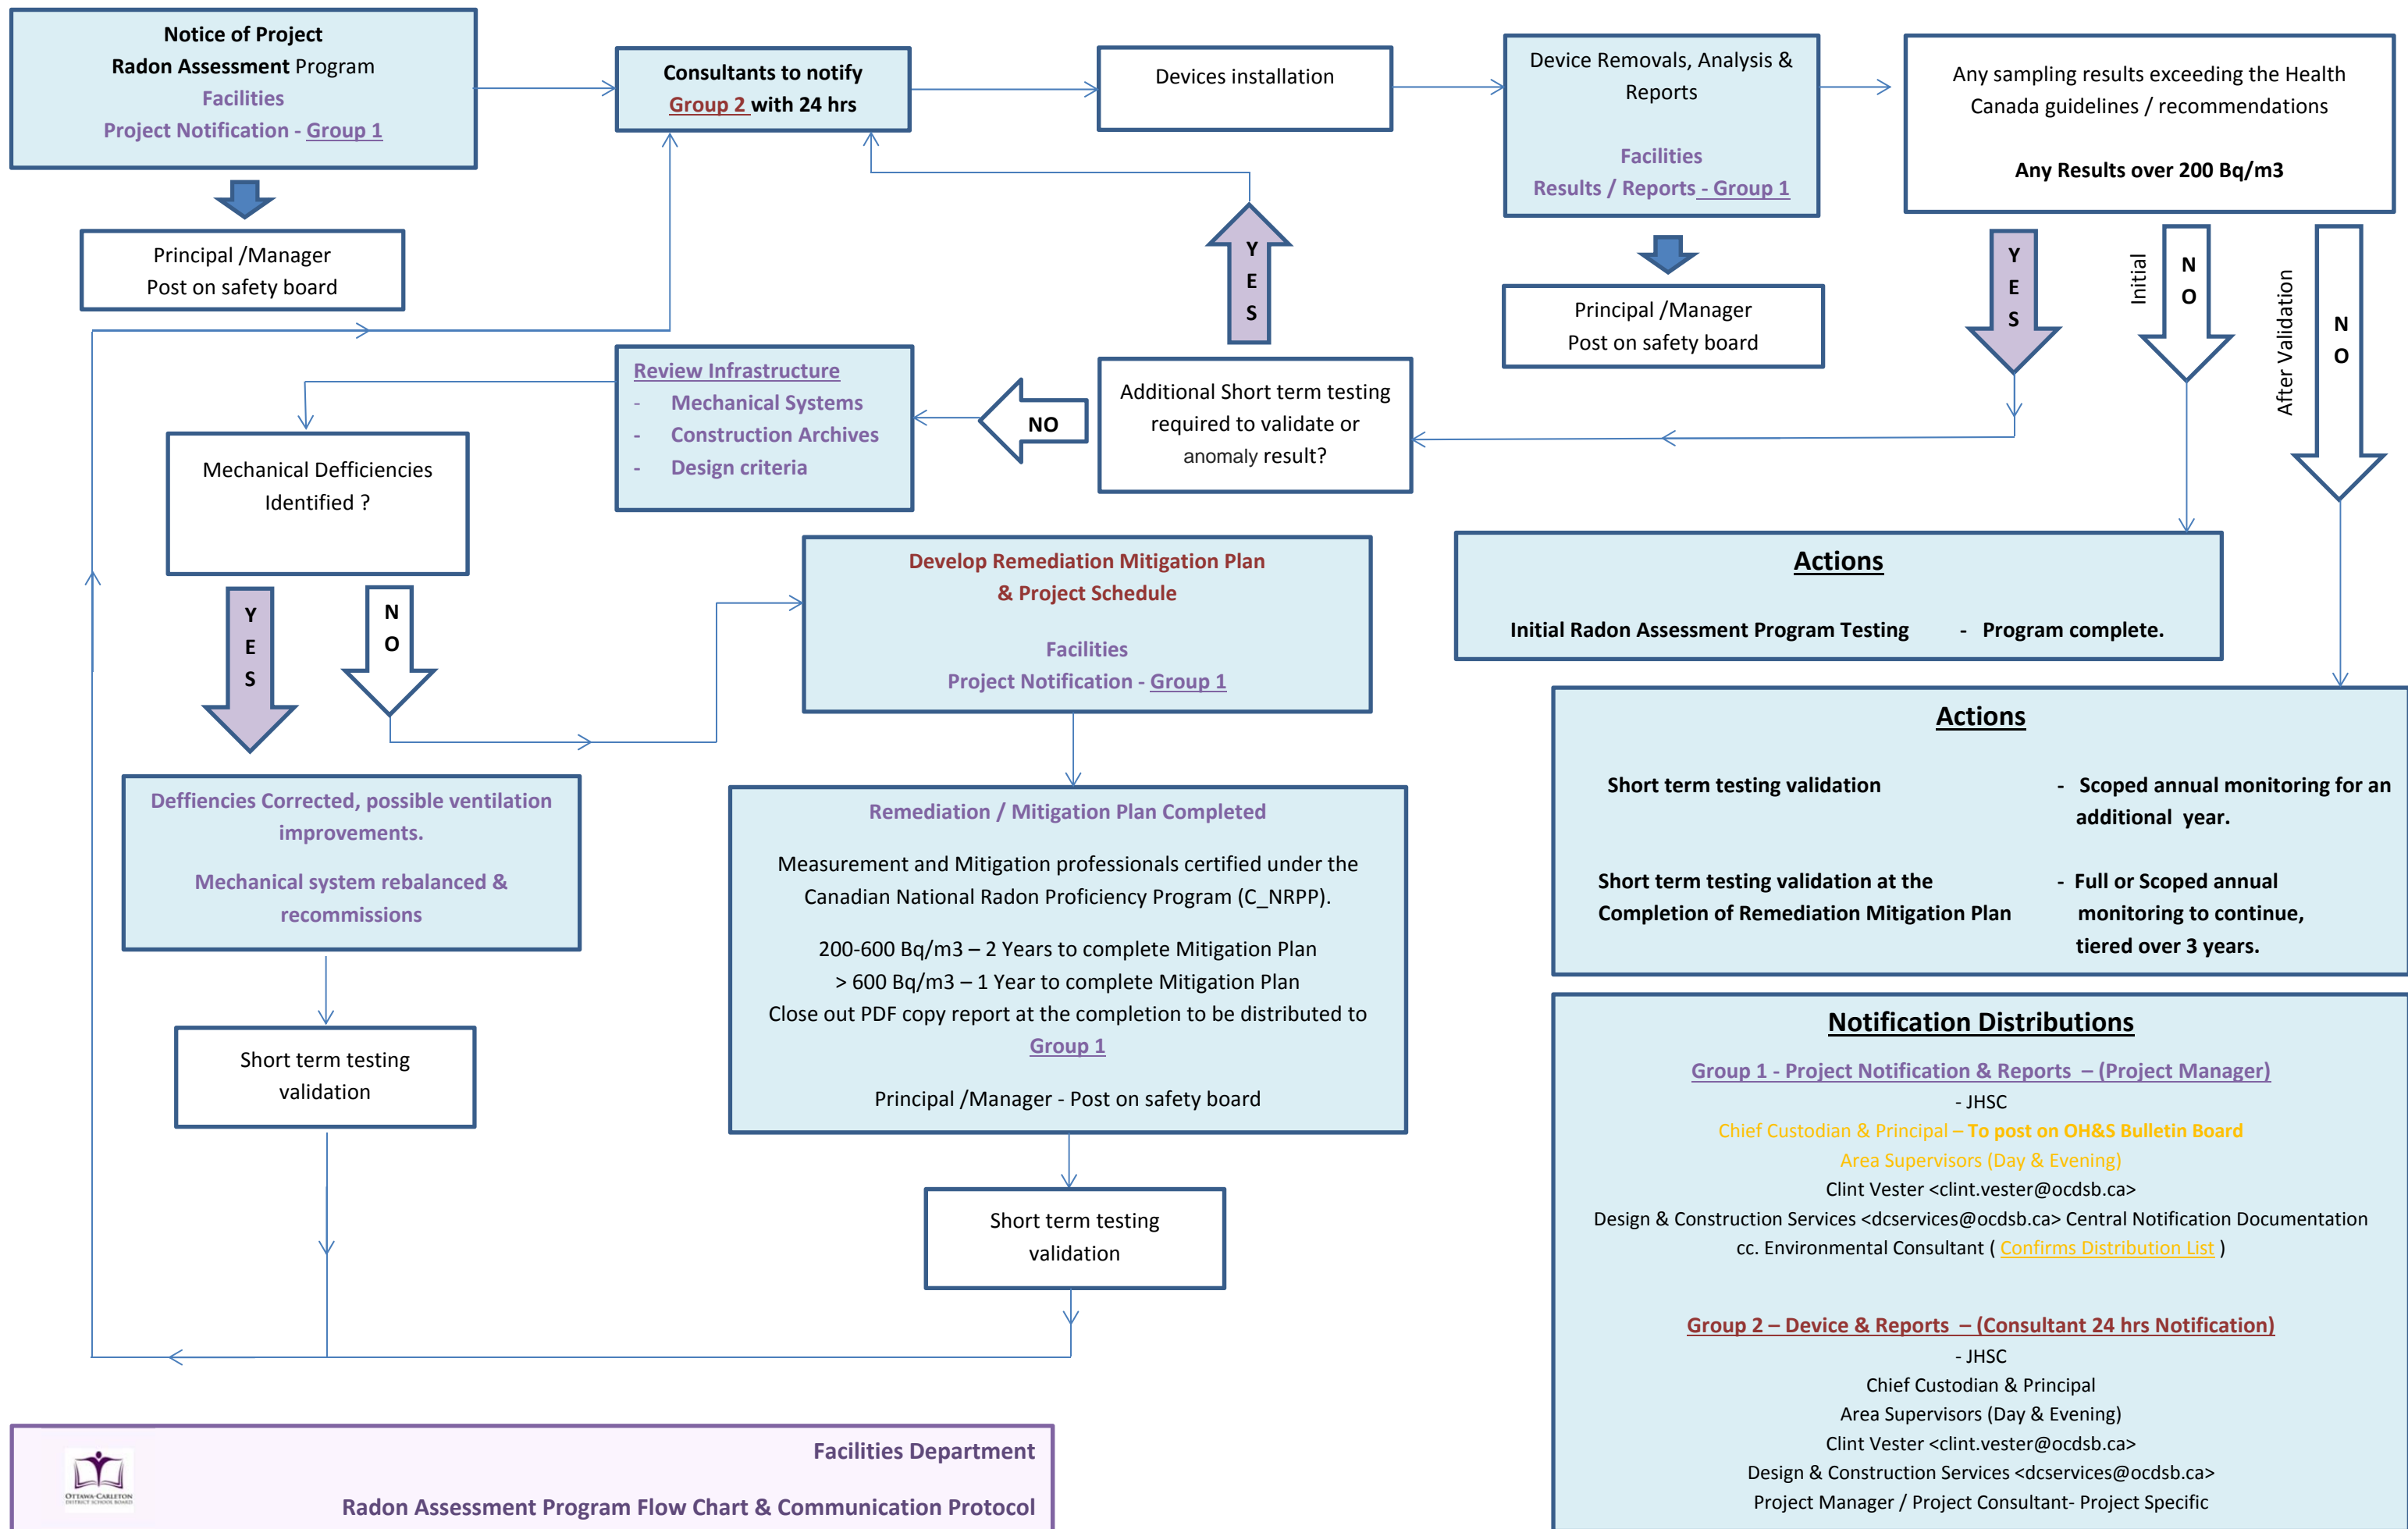 Notice of Project
Radon Assessment Program
Facilities
Project Notification - Group 1
Consultants to notify
Group 2 with 24 hrs
Devices installation
Device Removals, Analysis &
Reports
Facilities
Results / Reports - Group 1
Any sampling results exceeding the Health
Canada guidelines / recommendations
Any Results over 200 Bq/m3
Principal /Manager
Post on safety board
Principal /Manager
Post on safety board
YES
YES
Initial
NO
After Validation
NO
Additional Short term testing
required to validate or
anomaly result?
NO
Review Infrastructure
- Mechanical Systems
- Construction Archives
- Design criteria
Mechanical Defficiencies
Identified ?
YES
NO
Develop Remediation Mitigation Plan
& Project Schedule
Facilities
Project Notification - Group 1
Actions
Initial Radon Assessment Program Testing - Program complete.
Deffiencies Corrected, possible ventilation
improvements.
Mechanical system rebalanced &
recommissions
Short term testing
validation
Remediation / Mitigation Plan Completed
Measurement and Mitigation professionals certified under the
Canadian National Radon Proficiency Program (C_NRPP).
200-600 Bq/m3 – 2 Years to complete Mitigation Plan
> 600 Bq/m3 – 1 Year to complete Mitigation Plan
Close out PDF copy report at the completion to be distributed to
Group 1
Principal /Manager - Post on safety board
Short term testing
validation
Actions
Short term testing validation - Scoped annual monitoring for an
additional year.
Short term testing validation at the - Full or Scoped annual
Completion of Remediation Mitigation Plan monitoring to continue,
tiered over 3 years.
Notification Distributions
Group 1 - Project Notification & Reports – (Project Manager)
- JHSC
Chief Custodian & Principal – To post on OH&S Bulletin Board
Area Supervisors (Day & Evening)
Clint Vester <clint.vester@ocdsb.ca>
Design & Construction Services <dcservices@ocdsb.ca> Central Notification Documentation
cc. Environmental Consultant ( Confirms Distribution List )
Group 2 – Device & Reports – (Consultant 24 hrs Notification)
- JHSC
Chief Custodian & Principal
Area Supervisors (Day & Evening)
Clint Vester <clint.vester@ocdsb.ca>
Design & Construction Services <dcservices@ocdsb.ca>
Project Manager / Project Consultant- Project Specific
OTTAWA-CARLETON
DISTRICT SCHOOL BOARD
Facilities Department
Radon Assessment Program Flow Chart & Communication Protocol